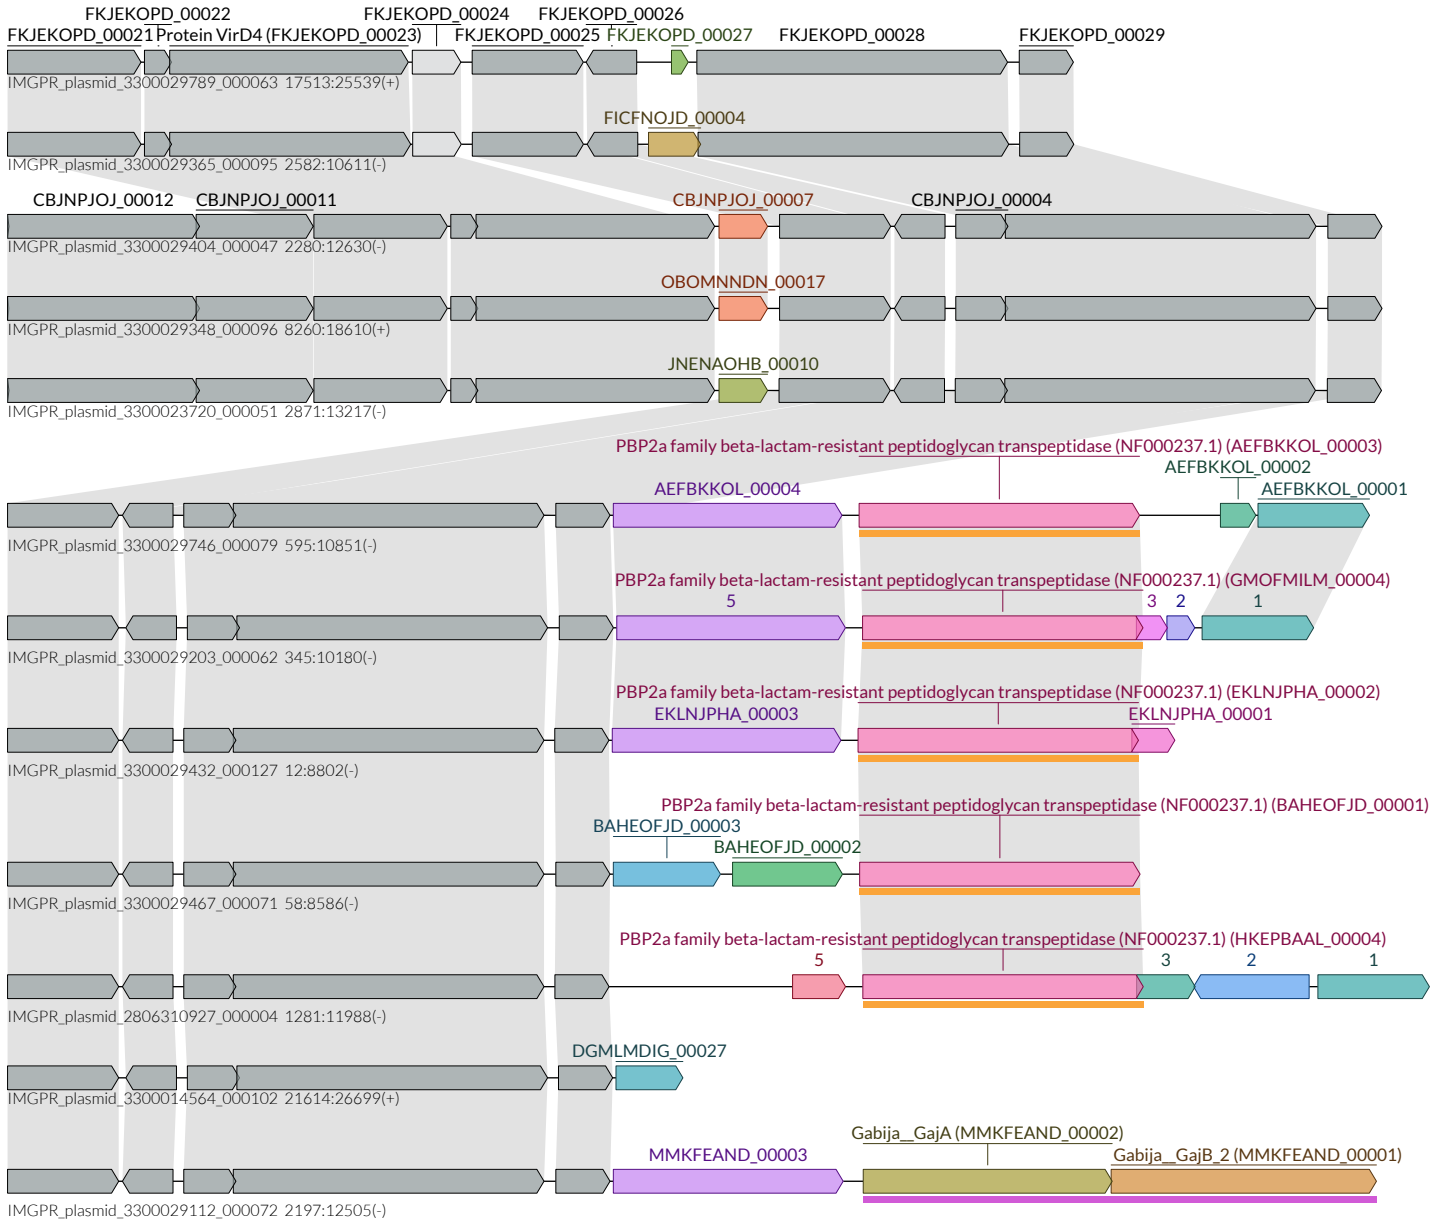 FKJEKOPD_00022 FKJEKOPD_00024 FKJEKOPD_00026
FKJEKOPD_00021 Protein VirD4 (FKJEKOPD_00023) FKJEKOPD_00025 FKJEKOPD_00027 FKJEKOPD_00028 FKJEKOPD_00029
IMGPR_plasmid_3300029789_000063 17513:25539(+)
FICFNOJD_00004
IMGPR_plasmid_3300029365_000095 2582:10611(-)
CBJNPJOJ_00012 CBJNPJOJ_00011 CBJNPJOJ_00007 CBJNPJOJ_00004
IMGPR_plasmid_3300029404_000047 2280:12630(-)
OBOMNNDN_00017
IMGPR_plasmid_3300029348_000096 8260:18610(+)
JNENAOHB_00010
IMGPR_plasmid_3300023720_000051 2871:13217(-)
PBP2a family beta-lactam-resistant peptidoglycan transpeptidase (NF000237.1) (AEFBKKOL_00003)
AEFBKKOL_00002
AEFBKKOL_00004 AEFBKKOL_00001
IMGPR_plasmid_3300029746_000079 595:10851(-)
PBP2a family beta-lactam-resistant peptidoglycan transpeptidase (NF000237.1) (GMOFMILM_00004)
5 3 2 1
IMGPR_plasmid_3300029203_000062 345:10180(-)
PBP2a family beta-lactam-resistant peptidoglycan transpeptidase (NF000237.1) (EKLNJPHA_00002)
EKLNJPHA_00003 EKLNJPHA_00001
IMGPR_plasmid_3300029432_000127 12:8802(-)
PBP2a family beta-lactam-resistant peptidoglycan transpeptidase (NF000237.1) (BAHEOFJD_00001)
BAHEOFJD_00003
BAHEOFJD_00002
IMGPR_plasmid_3300029467_000071 58:8586(-)
PBP2a family beta-lactam-resistant peptidoglycan transpeptidase (NF000237.1) (HKEPBAAL_00004)
5 3 2 1
IMGPR_plasmid_2806310927_000004 1281:11988(-)
DGMLMDIG_00027
IMGPR_plasmid_3300014564_000102 21614:26699(+)
Gabija__GajA (MMKFEAND_00002)
MMKFEAND_00003 Gabija__GajB_2 (MMKFEAND_00001)
IMGPR_plasmid_3300029112_000072 2197:12505(-)